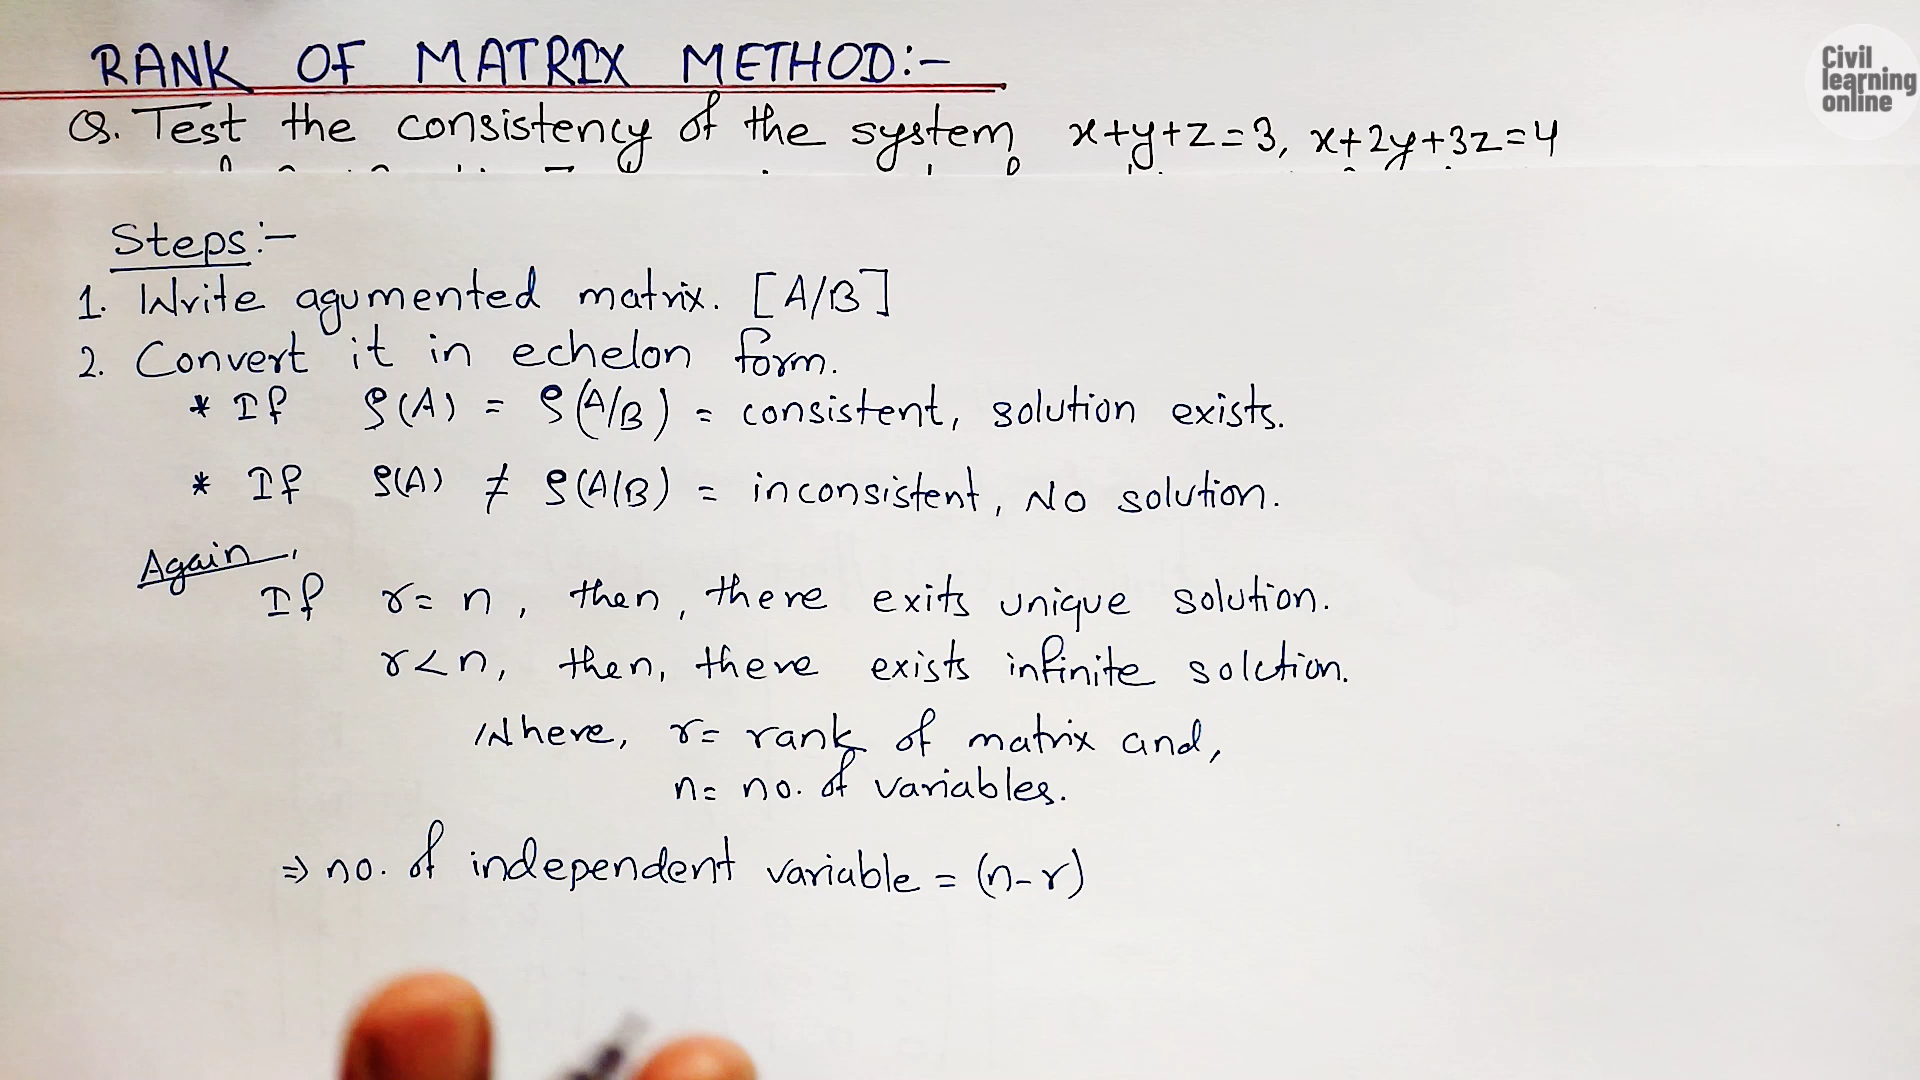 RANK OF MATRIX METHOD:-
Civil
learning
online
Q. Test the consistency of the system x+y+z=3, x+2y+3z=4
Steps:-
1. Write agumented matrix. [A/B]
2. Convert it in echelon form.
* If ρ(A) = ρ(A/B) = consistent, solution exists.
* If ρ(A) ≠ ρ(A/B) = inconsistent, No solution.
Again,
If r=n, then, there exits unique solution.
r<n, then, there exists infinite solction.
Where, r= rank of matrix and,
n= no. of variables.
⇒ no. of independent variable = (n-r)